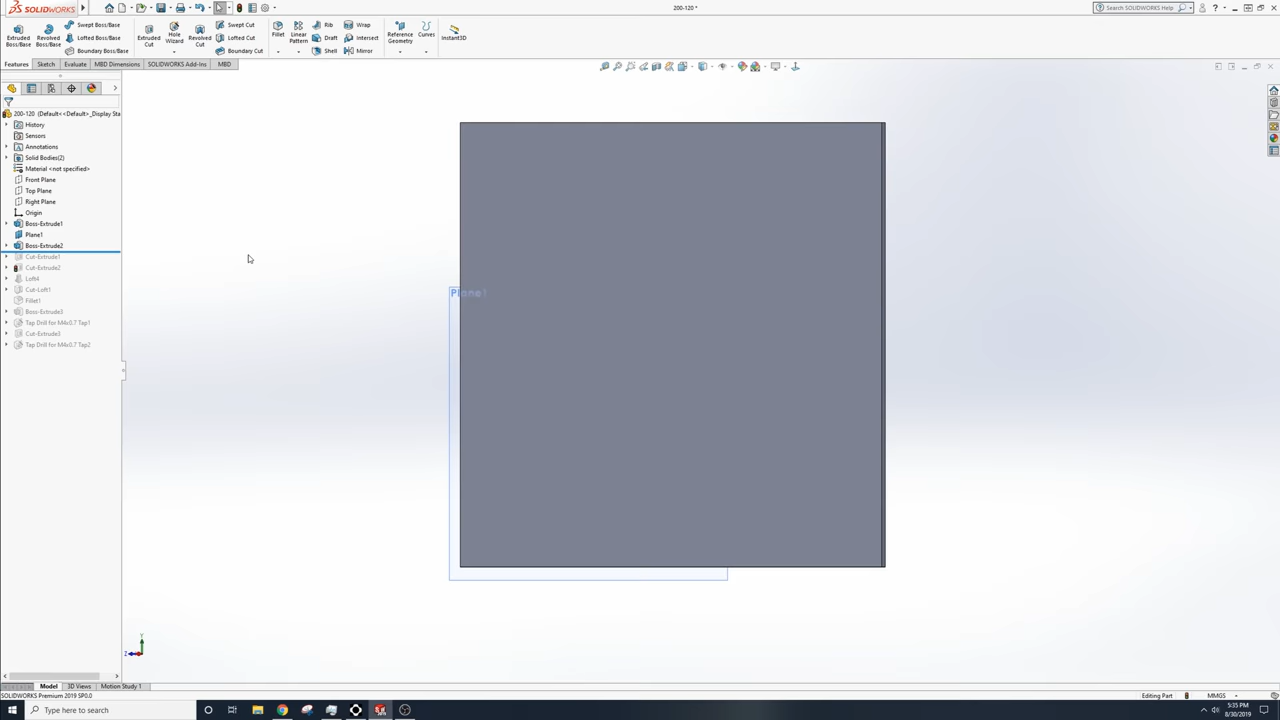 SOLIDWORKS
200-120 *
Search SOLIDWORKS Help
Extruded Boss/Base
Revolved Boss/Base
Swept Boss/Base
Lofted Boss/Base
Boundary Boss/Base
Extruded Cut
Hole Wizard
Revolved Cut
Swept Cut
Lofted Cut
Boundary Cut
Fillet
Linear Pattern
Rib
Draft
Shell
Wrap
Intersect
Mirror
Reference Geometry
Curves
Instant3D
Features
Sketch
Evaluate
MBD Dimensions
SOLIDWORKS Add-Ins
MBD
200-120 (Default<<Default>_Display Sta
History
Sensors
Annotations
Solid Bodies(2)
Material <not specified>
Front Plane
Top Plane
Right Plane
Origin
Boss-Extrude1
Plane1
Boss-Extrude2
Cut-Extrude1
Cut-Extrude2
Loft4
Cut-Loft1
Fillet1
Boss-Extrude3
Tap Drill for M4x0.7 Tap1
Cut-Extrude3
Tap Drill for M4x0.7 Tap2
Plane1
Y
Z
Model
3D Views
Motion Study 1
SOLIDWORKS Premium 2019 SP0.0
Editing Part
MMGS
Type here to search
5:35 PM
8/30/2019